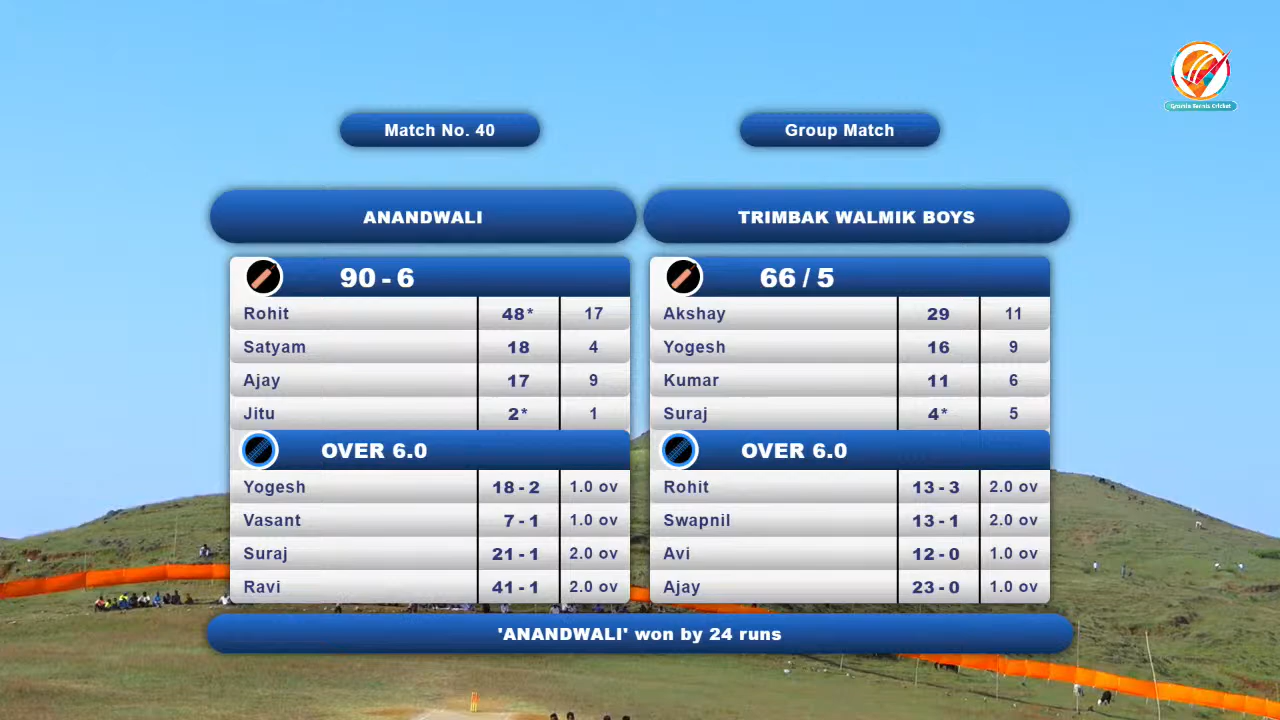 Gramin Tennis Cricket
Match No. 40
Group Match
ANANDWALI
90 - 6
Rohit 48* 17
Satyam 18 4
Ajay 17 9
Jitu 2* 1
OVER 6.0
Yogesh 18 - 2 1.0 ov
Vasant 7 - 1 1.0 ov
Suraj 21 - 1 2.0 ov
Ravi 41 - 1 2.0 ov
TRIMBAK WALMIK BOYS
66 / 5
Akshay 29 11
Yogesh 16 9
Kumar 11 6
Suraj 4* 5
OVER 6.0
Rohit 13 - 3 2.0 ov
Swapnil 13 - 1 2.0 ov
Avi 12 - 0 1.0 ov
Ajay 23 - 0 1.0 ov
'ANANDWALI' won by 24 runs